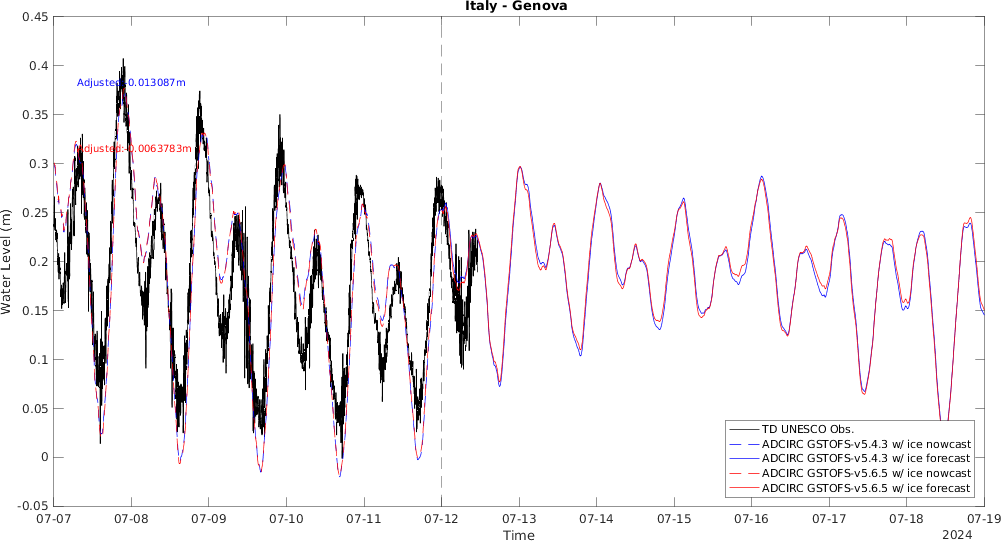 Italy - Genova
0.45
0.4
0.35
0.3
0.25
0.2
0.15
0.1
0.05
0
-0.05
Water Level (m)
Adjusted:-0.013087m
Adjusted:-0.0063783m
TD UNESCO Obs.
ADCIRC GSTOFS-v5.4.3 w/ ice nowcast
ADCIRC GSTOFS-v5.4.3 w/ ice forecast
ADCIRC GSTOFS-v5.6.5 w/ ice nowcast
ADCIRC GSTOFS-v5.6.5 w/ ice forecast
07-07 07-08 07-09 07-10 07-11 07-12 07-13 07-14 07-15 07-16 07-17 07-18 07-19
Time
2024